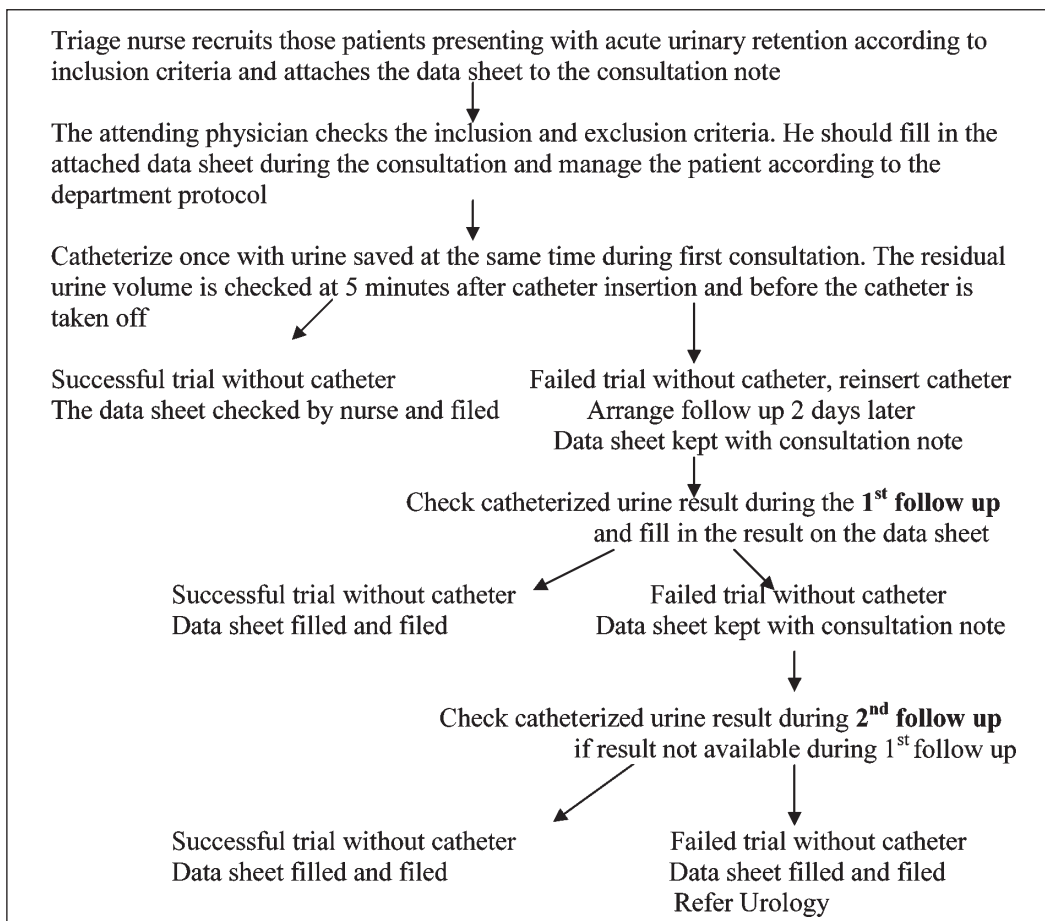 Triage nurse recruits those patients presenting with acute urinary retention according to
inclusion criteria and attaches the data sheet to the consultation note
The attending physician checks the inclusion and exclusion criteria. He should fill in the
attached data sheet during the consultation and manage the patient according to the
department protocol
Catheterize once with urine saved at the same time during first consultation. The residual
urine volume is checked at 5 minutes after catheter insertion and before the catheter is
taken off
Successful trial without catheter
The data sheet checked by nurse and filed
Failed trial without catheter, reinsert catheter
Arrange follow up 2 days later
Data sheet kept with consultation note
Check catheterized urine result during the 1st follow up
and fill in the result on the data sheet
Successful trial without catheter
Data sheet filled and filed
Failed trial without catheter
Data sheet kept with consultation note
Check catheterized urine result during 2nd follow up
if result not available during 1st follow up
Successful trial without catheter
Data sheet filled and filed
Failed trial without catheter
Data sheet filled and filed
Refer Urology